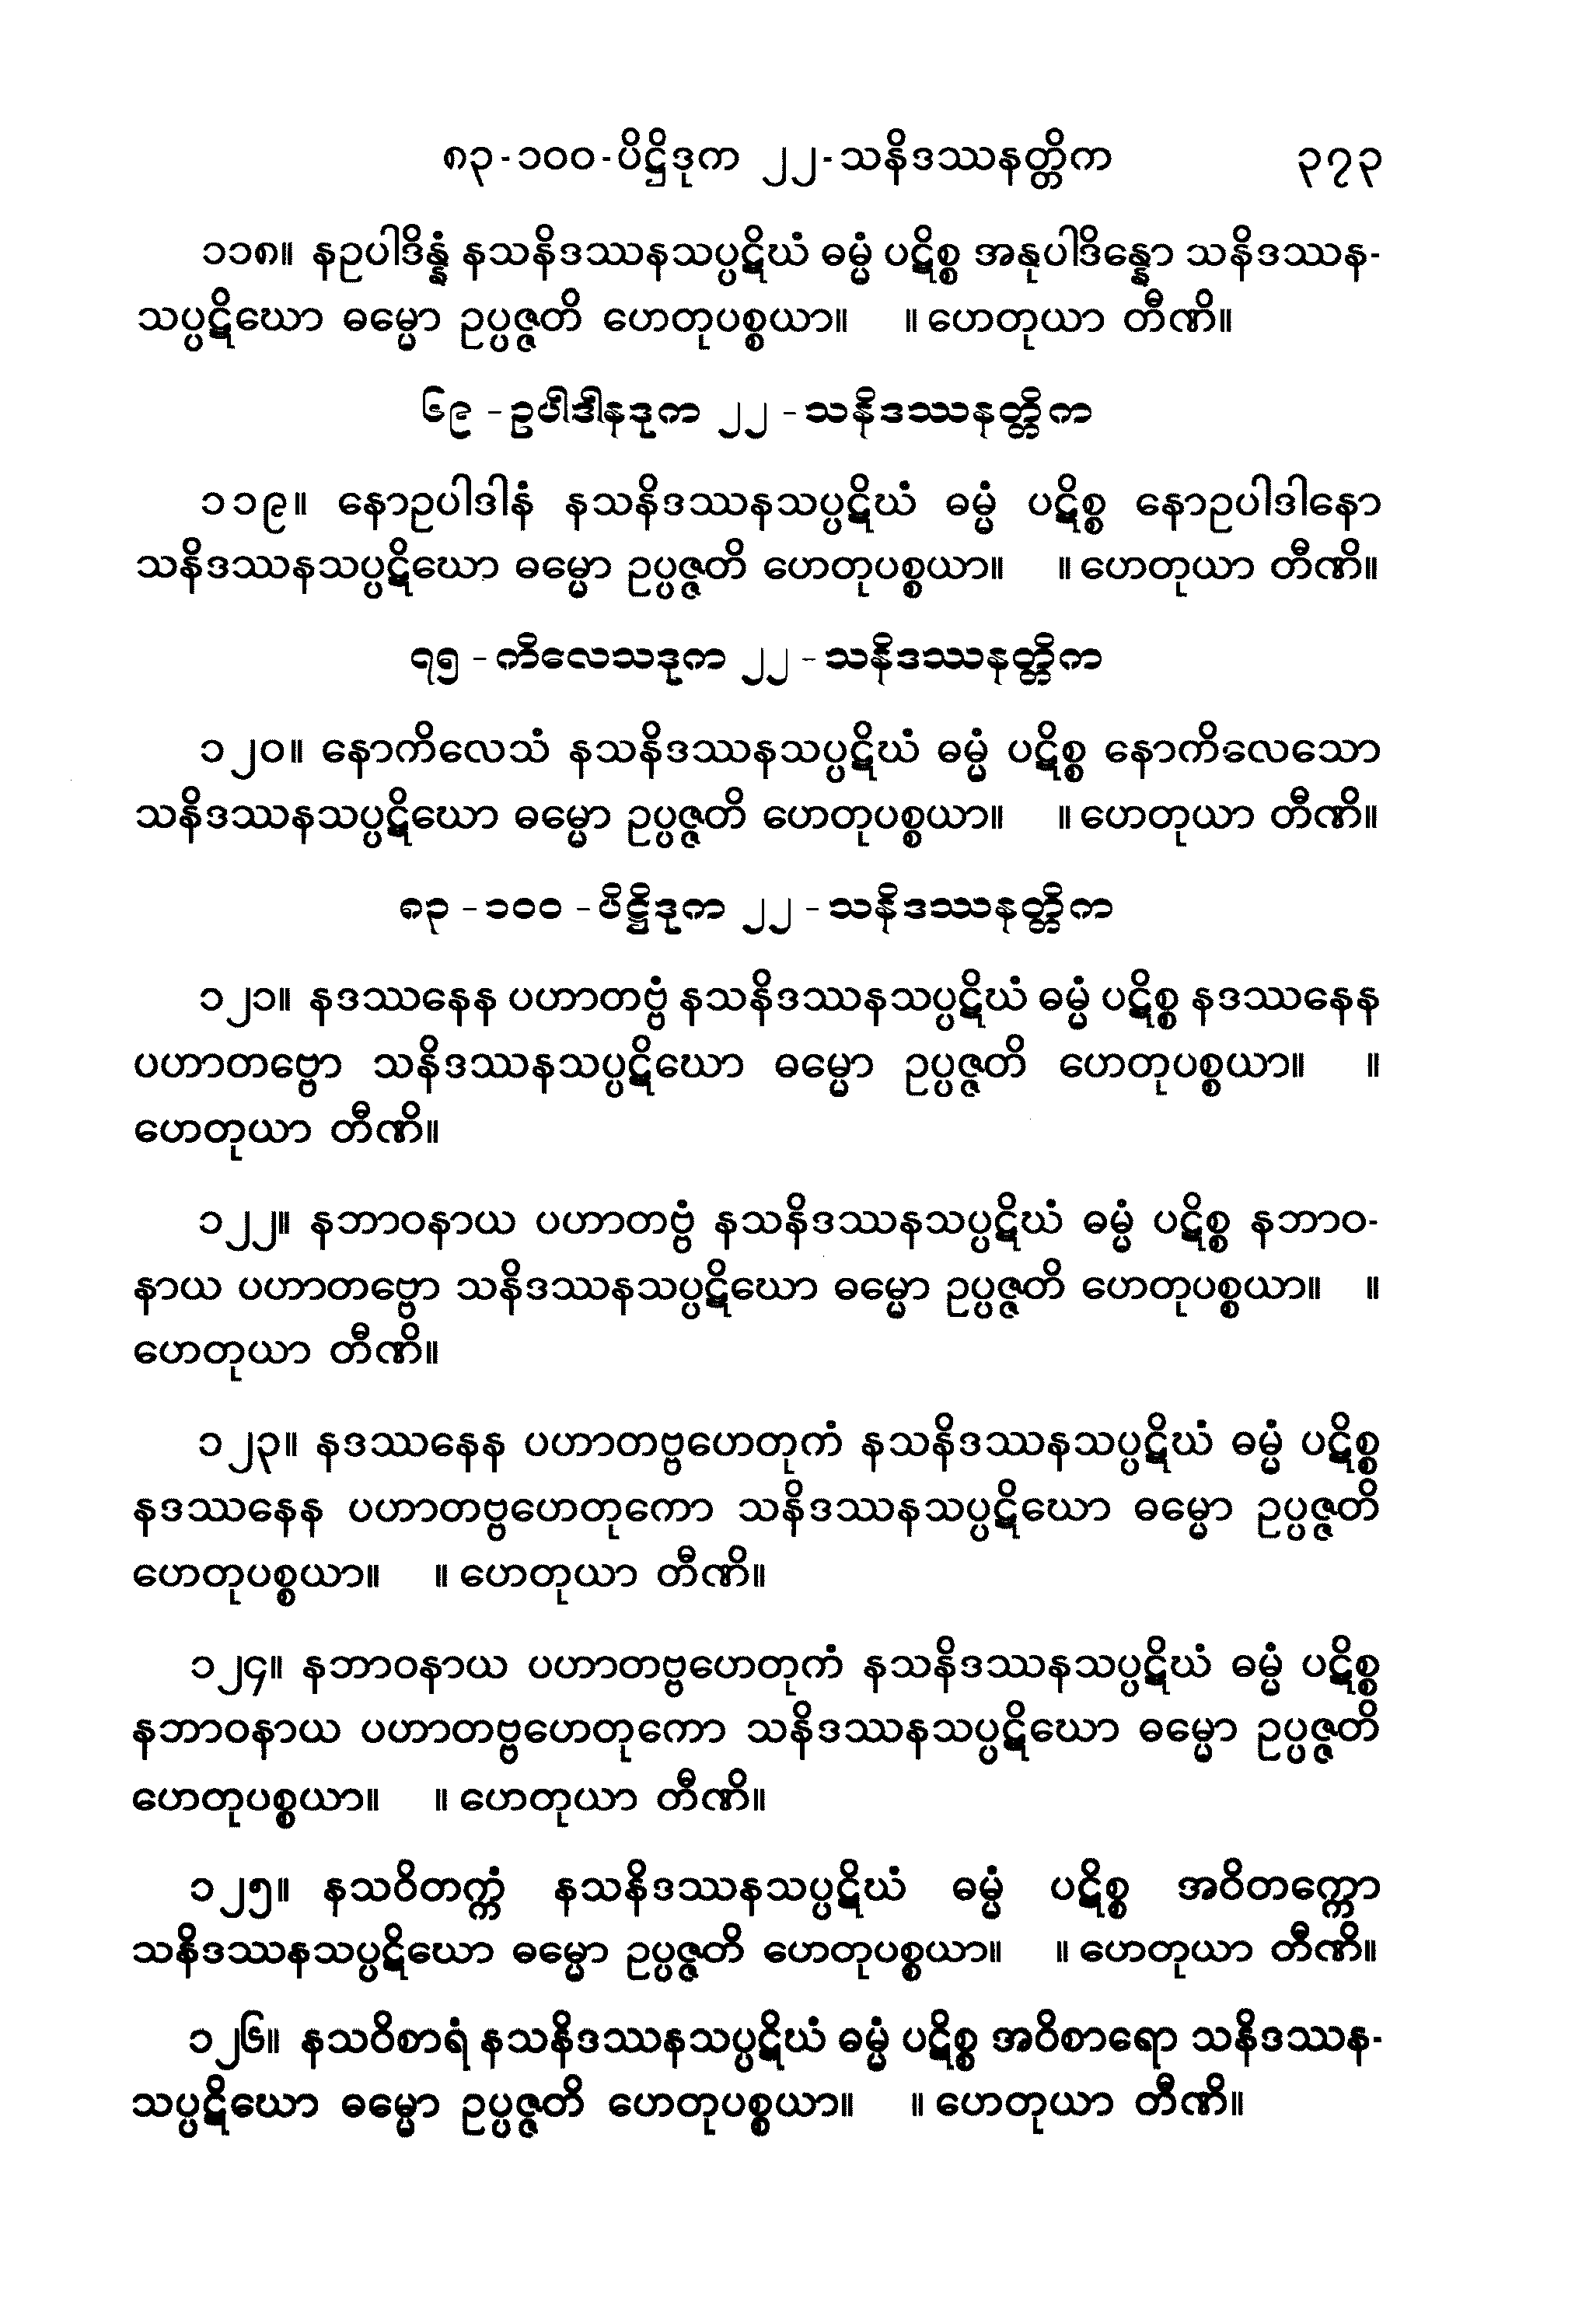 ၈၃-၁၀၀-ပိဋ္ဌိဒုက ၂၂-သနိဒဿနတ္တိက ၃၇၃
၁၁၈။ နဥပါဒိန္နံ နသနိဒဿနသပ္ပဋိဃံ ဓမ္မံ ပဋိစ္စ အနုပါဒိန္နော သနိဒဿန-
သပ္ပဋိဃော ဓမ္မော ဥပ္ပဇ္ဇတိ ဟေတုပစ္စယာ။ ။ ဟေတုယာ တီဏိ။
၆၉ - ဥပါဒါနဒုက ၂၂ - သနိဒဿနတ္တိက
၁၁၉။ နောဥပါဒါနံ နသနိဒဿနသပ္ပဋိဃံ ဓမ္မံ ပဋိစ္စ နောဥပါဒါနော
သနိဒဿနသပ္ပဋိဃော ဓမ္မော ဥပ္ပဇ္ဇတိ ဟေတုပစ္စယာ။ ။ ဟေတုယာ တီဏိ။
၇၅ - ကိလေသဒုက ၂၂ - သနိဒဿနတ္တိက
၁၂၀။ နောကိလေသံ နသနိဒဿနသပ္ပဋိဃံ ဓမ္မံ ပဋိစ္စ နောကိလေသော
သနိဒဿနသပ္ပဋိဃော ဓမ္မော ဥပ္ပဇ္ဇတိ ဟေတုပစ္စယာ။ ။ ဟေတုယာ တီဏိ။
၈၃ - ၁၀၀ - ပိဋ္ဌိဒုက ၂၂ - သနိဒဿနတ္တိက
၁၂၁။ နဒဿနေန ပဟာတဗ္ဗံ နသနိဒဿနသပ္ပဋိဃံ ဓမ္မံ ပဋိစ္စ နဒဿနေန
ပဟာတဗ္ဗော သနိဒဿနသပ္ပဋိဃော ဓမ္မော ဥပ္ပဇ္ဇတိ ဟေတုပစ္စယာ။ ။
ဟေတုယာ တီဏိ။
၁၂၂။ နဘာဝနာယ ပဟာတဗ္ဗံ နသနိဒဿနသပ္ပဋိဃံ ဓမ္မံ ပဋိစ္စ နဘာဝ-
နာယ ပဟာတဗ္ဗော သနိဒဿနသပ္ပဋိဃော ဓမ္မော ဥပ္ပဇ္ဇတိ ဟေတုပစ္စယာ။ ။
ဟေတုယာ တီဏိ။
၁၂၃။ နဒဿနေန ပဟာတဗ္ဗဟေတုကံ နသနိဒဿနသပ္ပဋိဃံ ဓမ္မံ ပဋိစ္စ
နဒဿနေန ပဟာတဗ္ဗဟေတုကော သနိဒဿနသပ္ပဋိဃော ဓမ္မော ဥပ္ပဇ္ဇတိ
ဟေတုပစ္စယာ။ ။ ဟေတုယာ တီဏိ။
၁၂၄။ နဘာဝနာယ ပဟာတဗ္ဗဟေတုကံ နသနိဒဿနသပ္ပဋိဃံ ဓမ္မံ ပဋိစ္စ
နဘာဝနာယ ပဟာတဗ္ဗဟေတုကော သနိဒဿနသပ္ပဋိဃော ဓမ္မော ဥပ္ပဇ္ဇတိ
ဟေတုပစ္စယာ။ ။ ဟေတုယာ တီဏိ။
၁၂၅။ နသဝိတက္ကံ နသနိဒဿနသပ္ပဋိဃံ ဓမ္မံ ပဋိစ္စ အဝိတက္ကော
သနိဒဿနသပ္ပဋိဃော ဓမ္မော ဥပ္ပဇ္ဇတိ ဟေတုပစ္စယာ။ ။ ဟေတုယာ တီဏိ။
၁၂၆။ နသဝိစာရံ နသနိဒဿနသပ္ပဋိဃံ ဓမ္မံ ပဋိစ္စ အဝိစာရော သနိဒဿန-
သပ္ပဋိဃော ဓမ္မော ဥပ္ပဇ္ဇတိ ဟေတုပစ္စယာ။ ။ ဟေတုယာ တီဏိ။